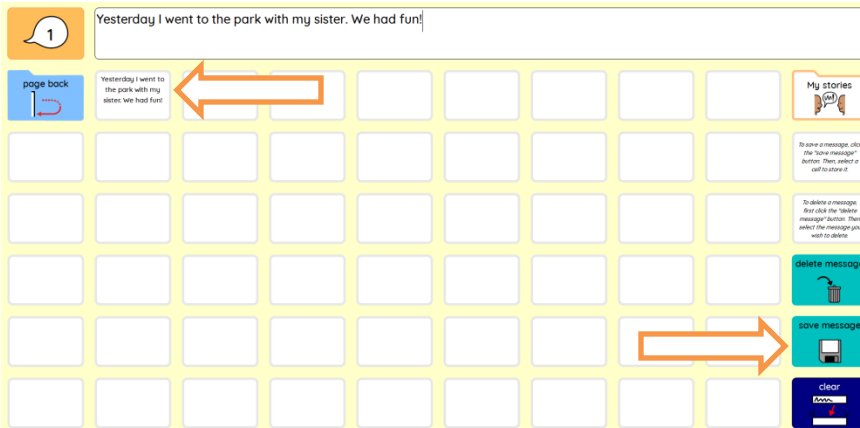 1
Yesterday I went to the park with my sister. We had fun!
page back
Yesterday I went to
the park with my
sister. We had fun!
My stories
To save a message, click
the "save message"
button. Then, select a
cell to store it.
To delete a message,
first click the "delete
message" button. Then
select the message you
wish to delete.
delete message
save message
clear